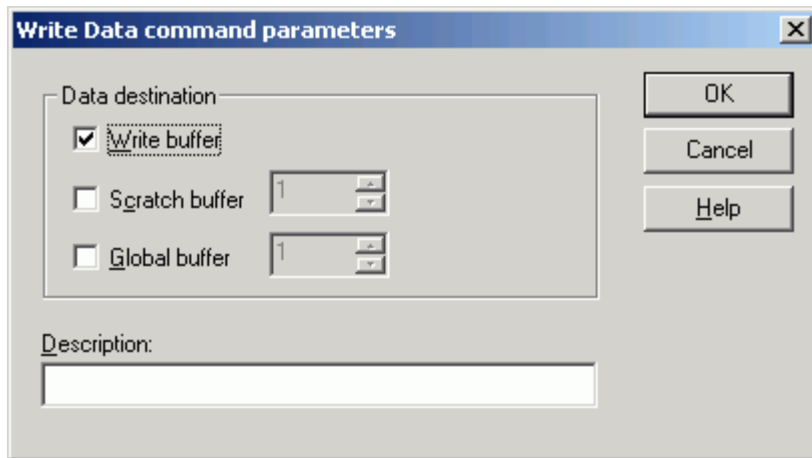 Write Data command parameters
Data destination
Write buffer
Scratch buffer 1
Global buffer 1
OK
Cancel
Help
Description: